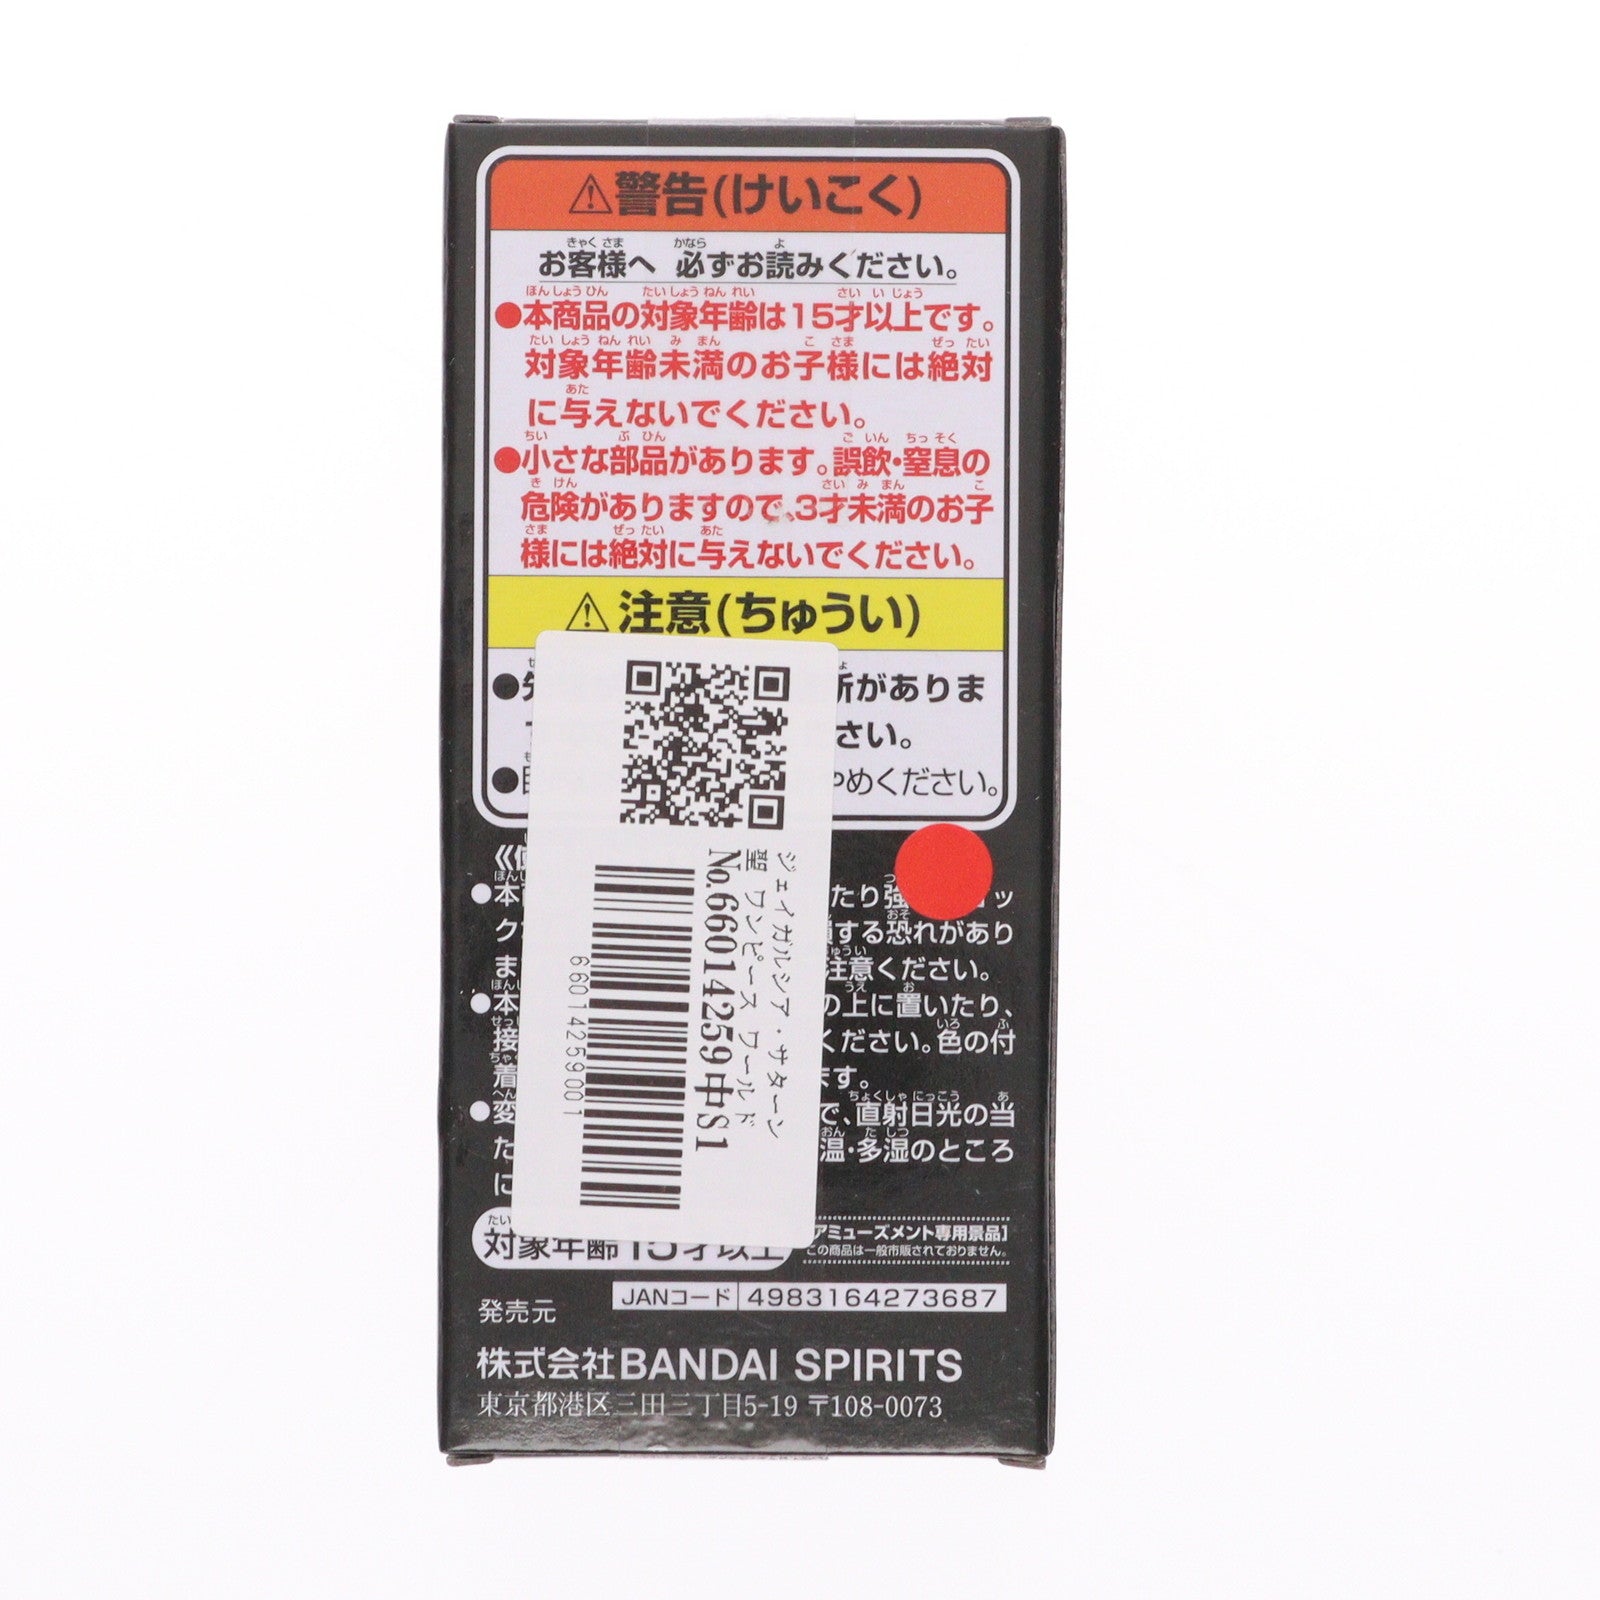 ⚠警告(けいこく)
お客様へ 必ずお読みください。
●本商品の対象年齢は15才以上です。
対象年齢未満のお子様には絶対
に与えないでください。
●小さな部品があります。誤飲・窒息の
危険がありますので、3才未満のお子
様には絶対に与えないでください。
⚠注意(ちゅうい)
所がありま
さい。
やめください。
ジェイガルシア・サターン
聖 ワンピース ワールド
No.66014259中S1
66014259001
●本
たり強
ッ
ク
する恐れがあり
ま
注意ください。
●本
の上に置いたり、
接
ください。色の付
着
ます。
●変
で、直射日光の当
た
温・多湿のところ
に
対象年齢15才以上
アミューズメント専用景品]
この商品は一般市販されておりません。
JANコード 4983164273687
発売元
株式会社BANDAI SPIRITS
東京都港区三田三丁目5-19 〒108-0073